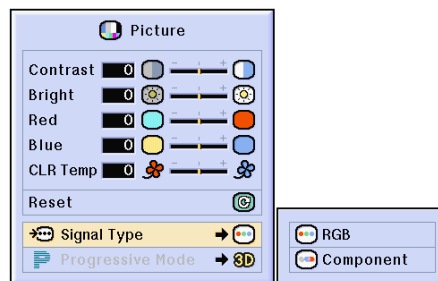 Picture
Contrast 0
Bright 0
Red 0
Blue 0
CLR Temp 0
Reset
Signal Type
Progressive Mode 3D
RGB
Component